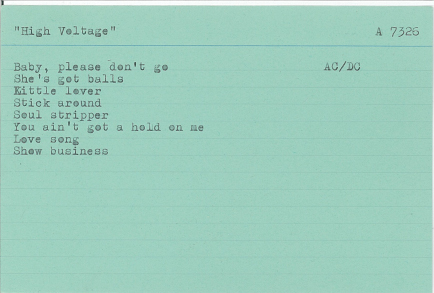 "High Voltage" A 7326
Baby, please don't go AC/DC
She's got balls
Little lover
Stick around
Soul stripper
You ain't got a hold on me
Love song
Show business